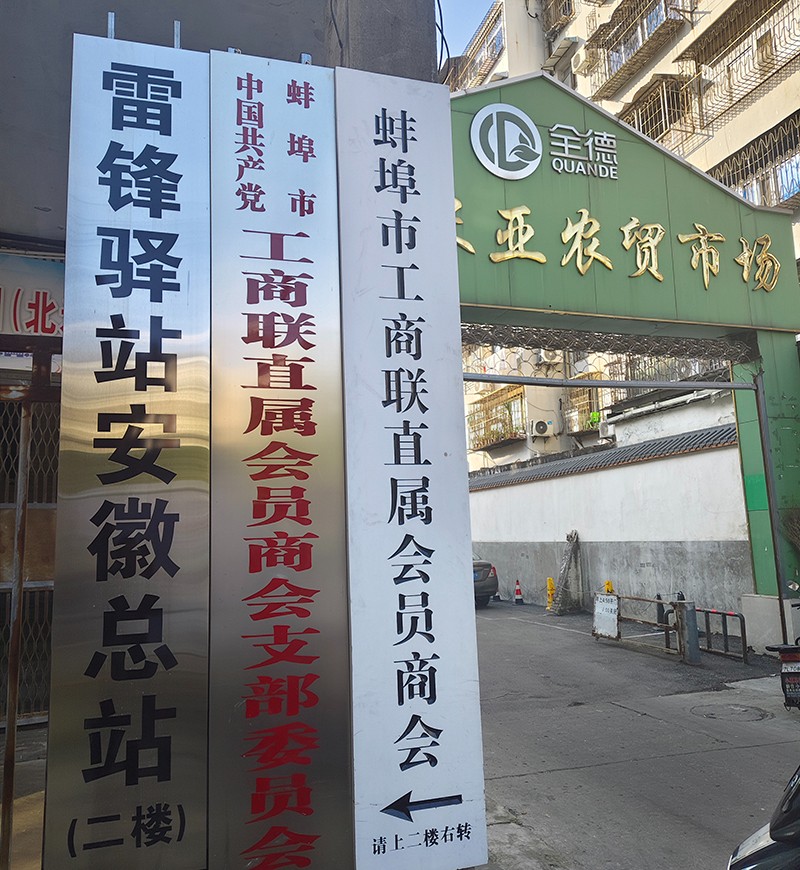 雷锋驿站安徽总站
(二楼)
中国共产党
蚌埠市
工商联直属会员商会支部委员会
蚌埠市工商联直属会员商会
请上二楼右转
全德
QUANDE
亚农贸市场
(北